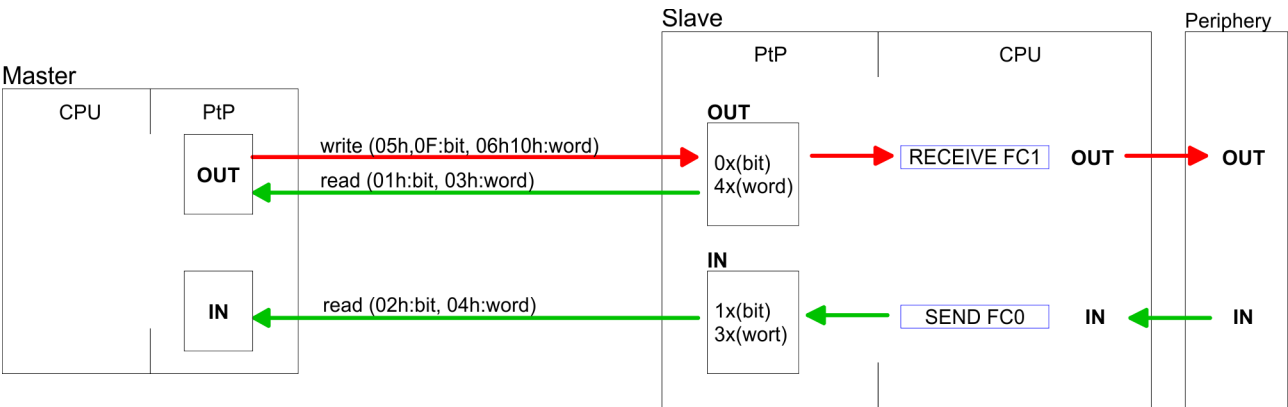 Slave
Periphery
PtP
CPU
Master
CPU
PtP
OUT
write (05h,0F:bit, 06h10h:word)
OUT
0x(bit)
4x(word)
RECEIVE FC1
OUT
OUT
read (01h:bit, 03h:word)
IN
IN
read (02h:bit, 04h:word)
1x(bit)
3x(wort)
SEND FC0
IN
IN